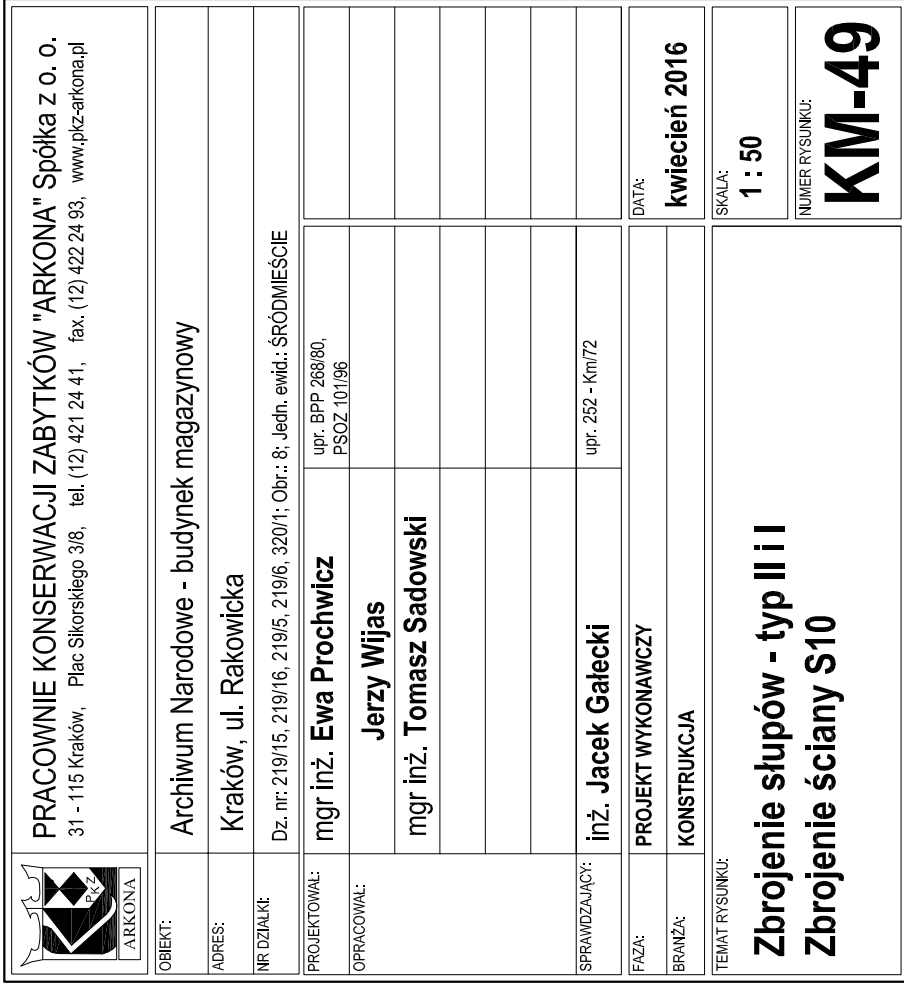 PKZ
ARKONA
PRACOWNIE KONSERWACJI ZABYTKÓW "ARKONA" Spółka z o. o.
31 - 115 Kraków, Plac Sikorskiego 3/8, tel. (12) 421 24 41, fax. (12) 422 24 93, www.pkz-arkona.pl
OBIEKT:
Archiwum Narodowe - budynek magazynowy
ADRES:
Kraków, ul. Rakowicka
NR DZIAŁKI:
Dz. nr: 219/15, 219/16, 219/5, 219/6, 320/1; Obr.: 8; Jedn. ewid.: ŚRÓDMIEŚCIE
PROJEKTOWAŁ:
mgr inż. Ewa Prochwicz
upr. BPP 268/80,
PSOZ 101/96
OPRACOWAŁ:
Jerzy Wijas
mgr inż. Tomasz Sadowski
SPRAWDZAJĄCY:
inż. Jacek Gałecki
upr. 252 - Km/72
FAZA:
PROJEKT WYKONAWCZY
BRANŻA:
KONSTRUKCJA
DATA:
kwiecień 2016
TEMAT RYSUNKU:
Zbrojenie słupów - typ II i I
Zbrojenie ściany S10
SKALA:
1 : 50
NUMER RYSUNKU:
KM-49